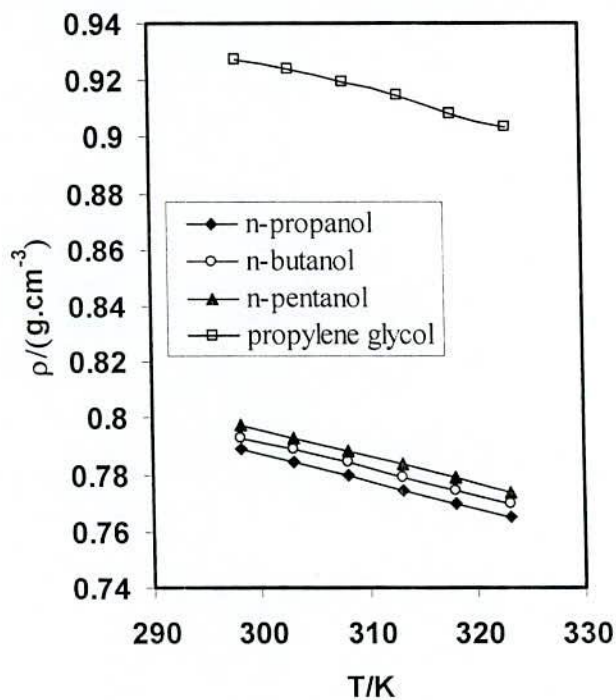 0.94
0.92
0.9
0.88
0.86
0.84
0.82
0.8
0.78
0.76
0.74
ρ/(g.cm⁻³)
n-propanol
n-butanol
n-pentanol
propylene glycol
290 300 310 320 330
T/K